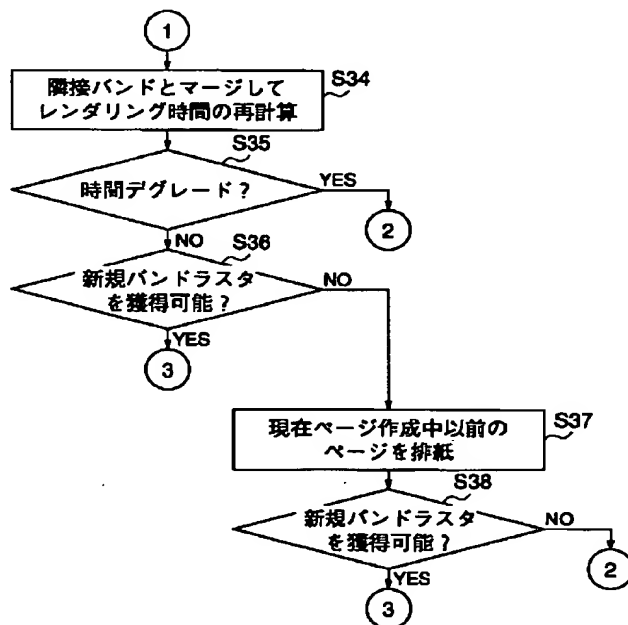 1
隣接バンドとマージして
レンダリング時間の再計算
S34
S35
時間デグレード？
YES
2
NO
S36
新規バンドラスタ
を獲得可能？
NO
YES
3
現在ページ作成中以前の
ページを排紙
S37
S38
新規バンドラスタ
を獲得可能？
NO
2
YES
3